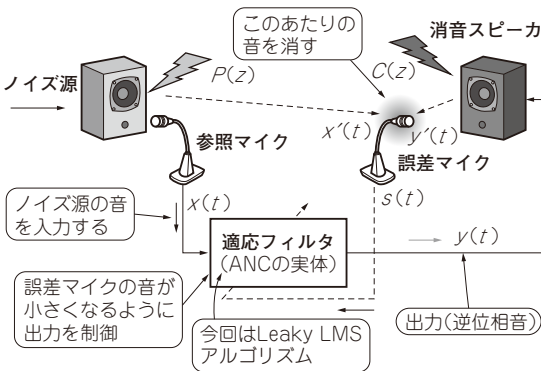 このあたりの
音を消す
消音スピーカ
ノイズ源
P(z)
C(z)
x′(t)
y′(t)
参照マイク
誤差マイク
ノイズ源の音
を入力する
x(t)
s(t)
適応フィルタ
(ANCの実体)
y(t)
誤差マイクの音が
小さくなるように
出力を制御
今回はLeaky LMS
アルゴリズム
出力(逆位相音)